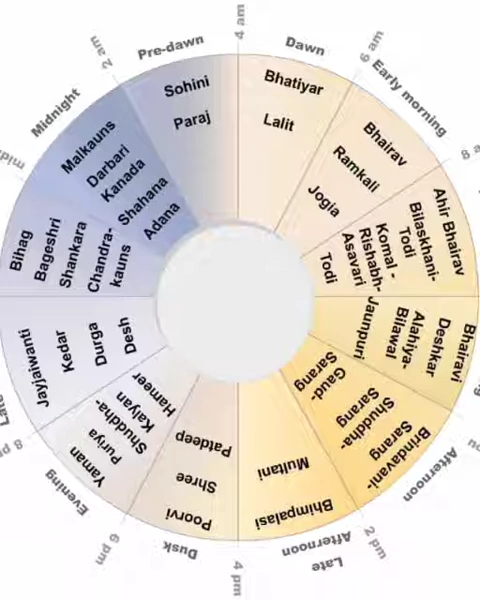 4 am
Dawn
Bhatiyar
Lalit
6 am
Early morning
Bhairav
Ramkali
Jogia
8 a
Ahir Bhairav
Bilaskhani-
Todi
Komal -
Rishabh-
Asavari
Todi
Bhairavi
Deshkar
Alahiya-
Bilawal
Jaunpuri
Afternoon
Brindavani-
Sarang
Shuddha-
Sarang
Gaud-
Sarang
2 pm
Late
Afternoon
Bhimpalasi
Multani
4 pm
Dusk
Poorvi
Shree
Patdeep
6 pm
Evening
Yaman
Puriya
Shuddha-
Kalyan
Hameer
8 pm
Late
Jayjaiwanti
Kedar
Durga
Desh
Bihag
Bageshri
Shankara
Chandra-
kauns
Midnight
Malkauns
Darbari
Kanada
Shahana
Adana
2 am
Pre-dawn
Sohini
Paraj